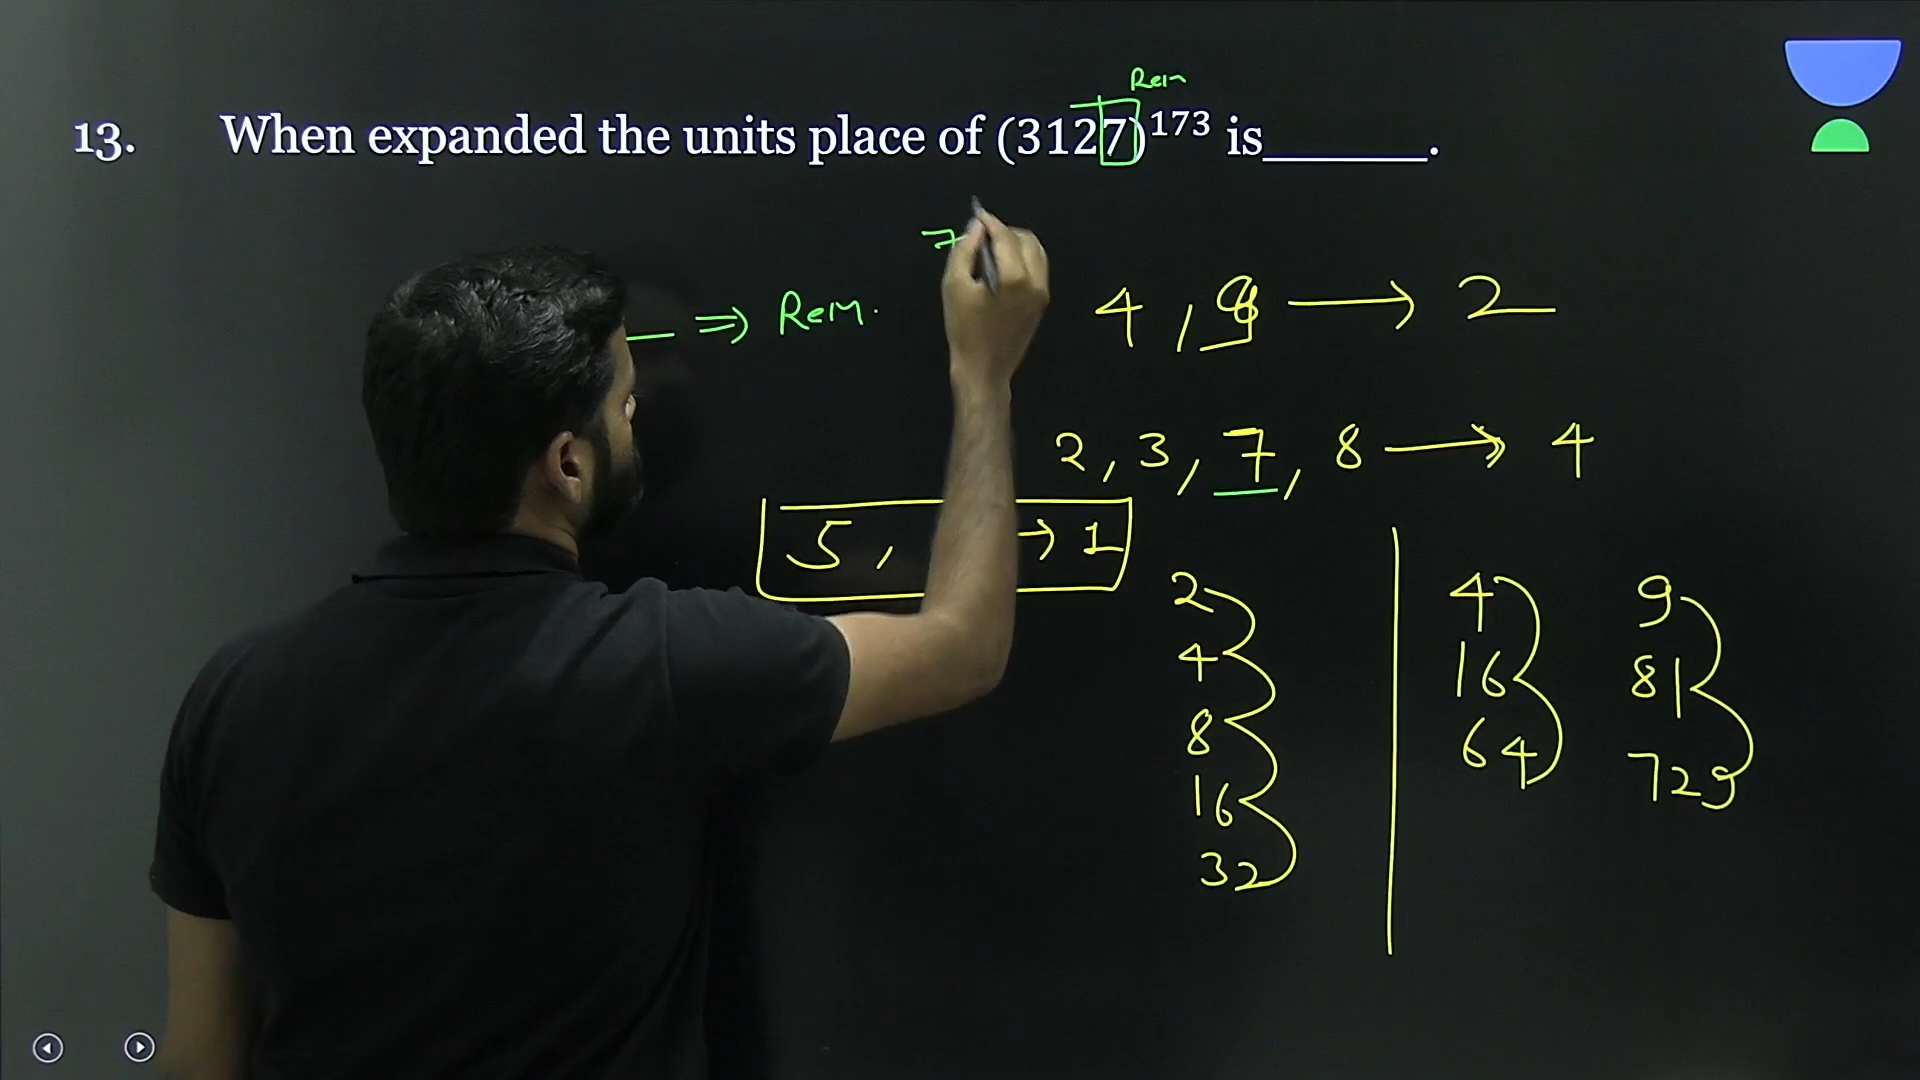 Rem
13. When expanded the units place of (3127)^173 is______.
7
⇒ Rem.
4, 9 → 2
2, 3, 7, 8 → 4
5, → 1
2
4
8
16
32
4
16
64
9
81
729